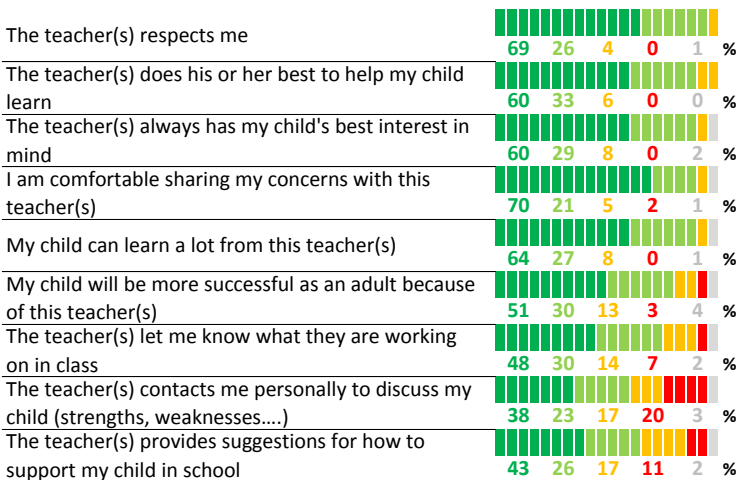 The teacher(s) respects me
69 26 4 0 1 %
The teacher(s) does his or her best to help my child
learn
60 33 6 0 0 %
The teacher(s) always has my child's best interest in
mind
60 29 8 0 2 %
I am comfortable sharing my concerns with this
teacher(s)
70 21 5 2 1 %
My child can learn a lot from this teacher(s)
64 27 8 0 1 %
My child will be more successful as an adult because
of this teacher(s)
51 30 13 3 4 %
The teacher(s) let me know what they are working
on in class
48 30 14 7 2 %
The teacher(s) contacts me personally to discuss my
child (strengths, weaknesses....)
38 23 17 20 3 %
The teacher(s) provides suggestions for how to
support my child in school
43 26 17 11 2 %